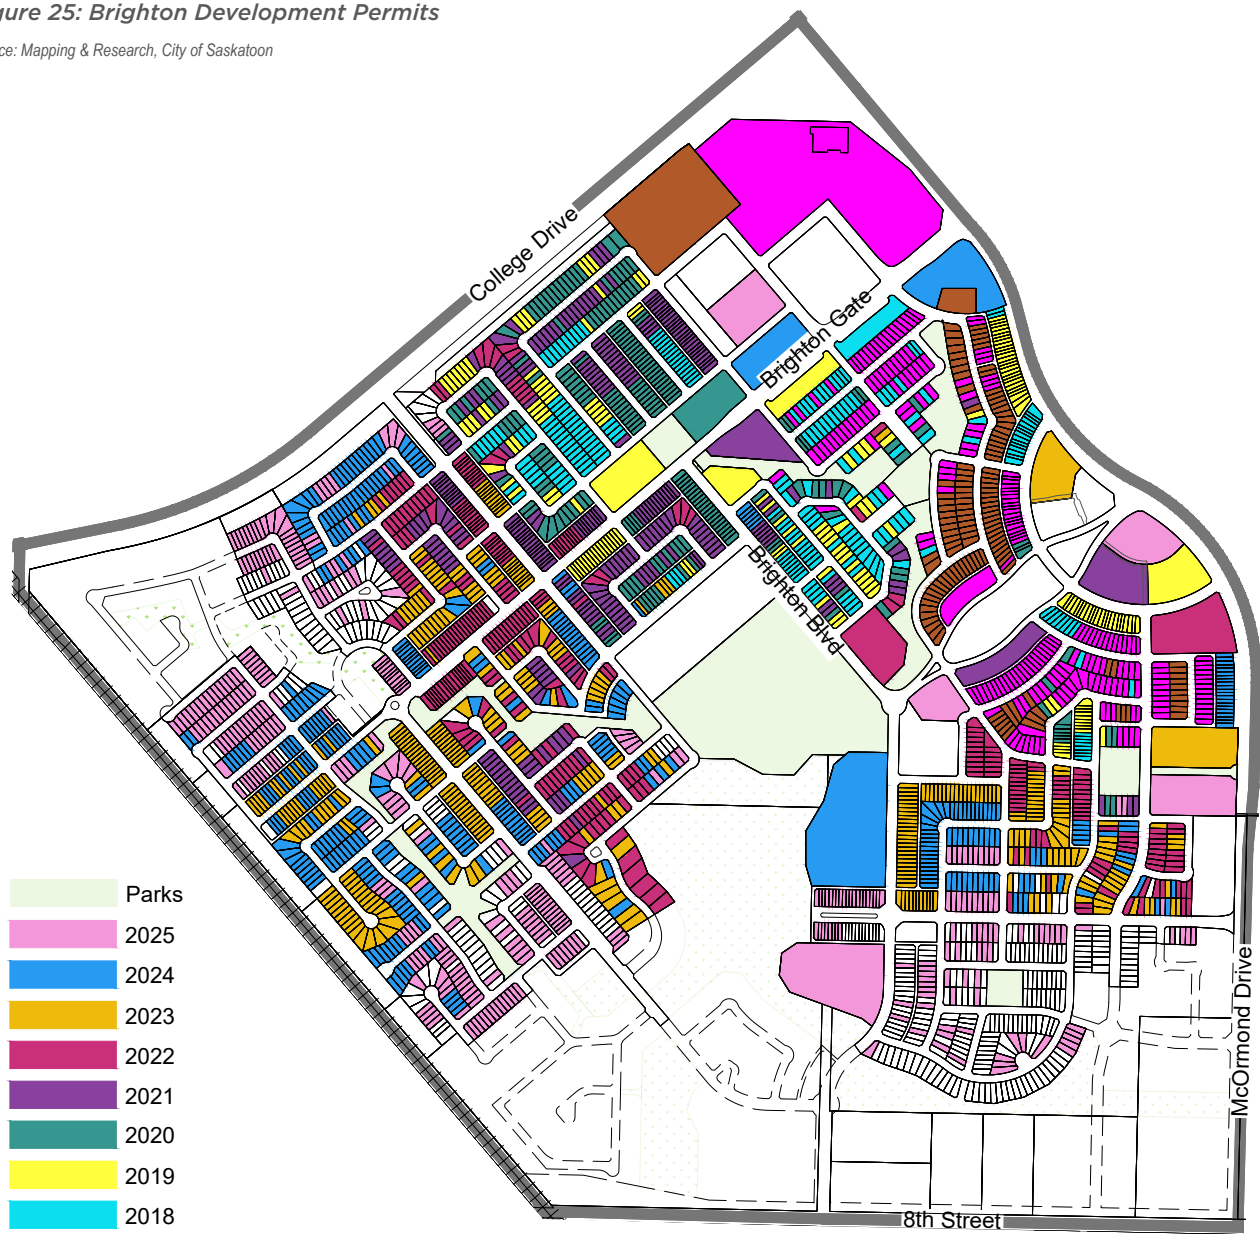 gure 25: Brighton Development Permits
ce: Mapping & Research, City of Saskatoon
College Drive
Brighton Gate
Brighton Blvd
Parks
2025
2024
2023
2022
2021
2020
2019
2018
McOrmond Drive
8th Street